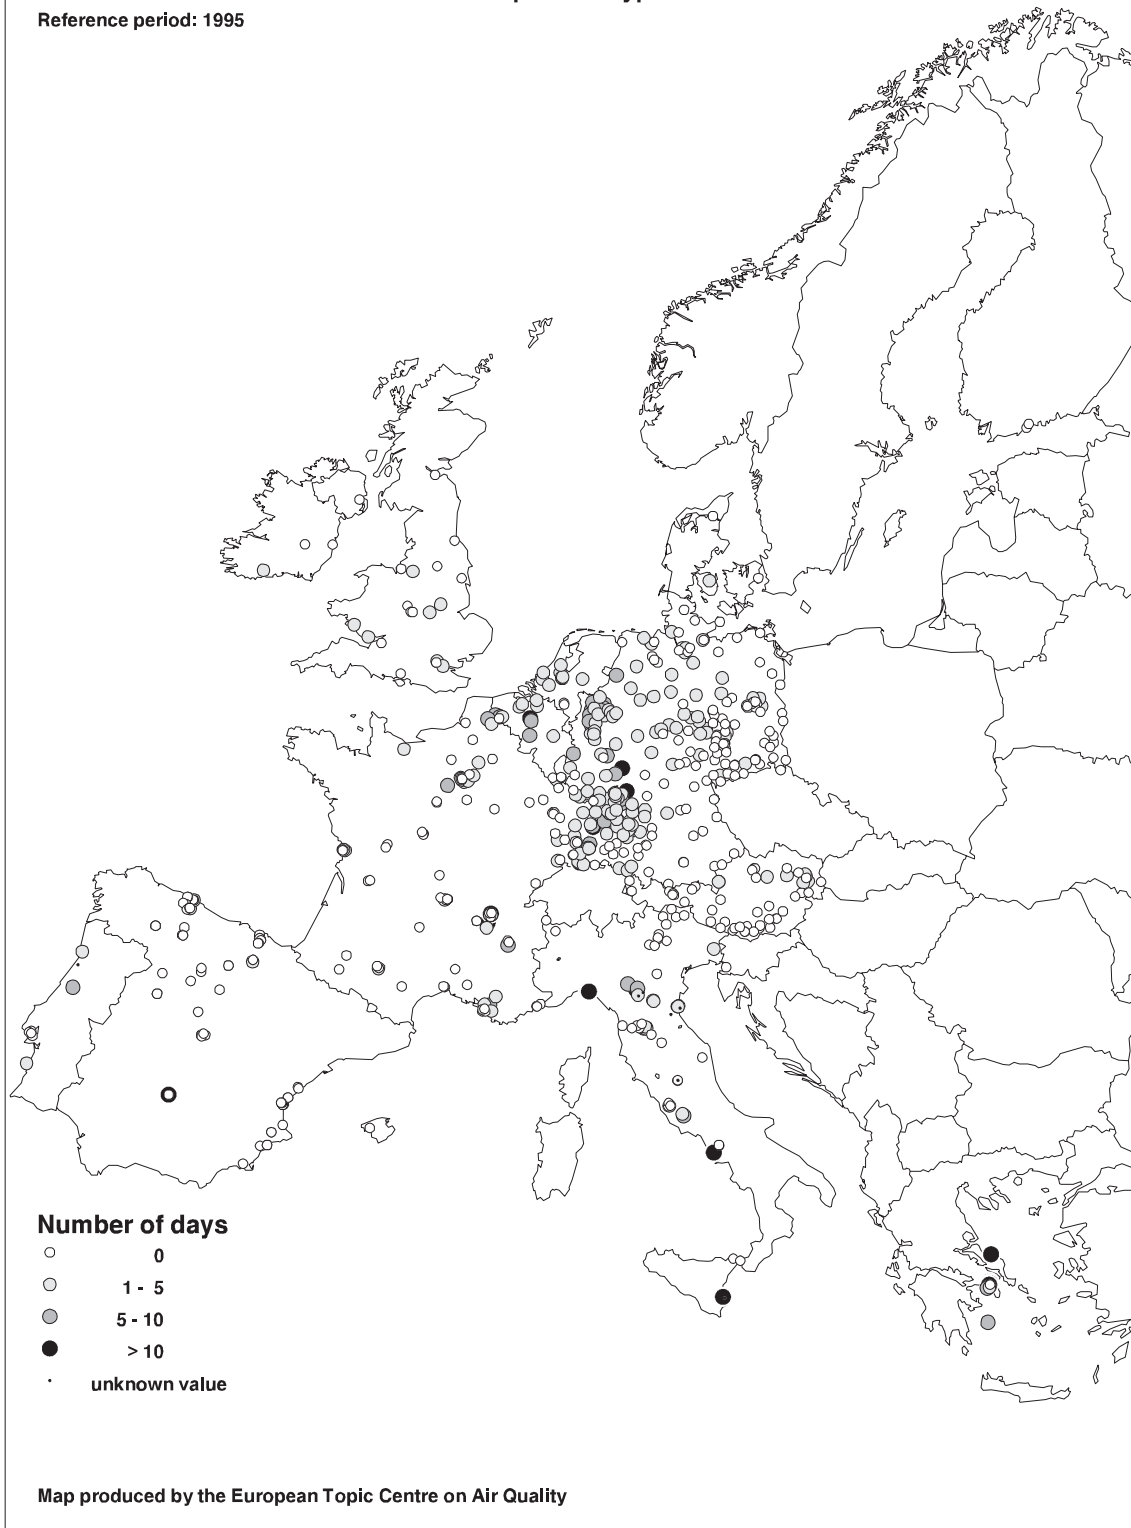 Reference period: 1995
Number of days
0
1 - 5
5 - 10
> 10
unknown value
Map produced by the European Topic Centre on Air Quality